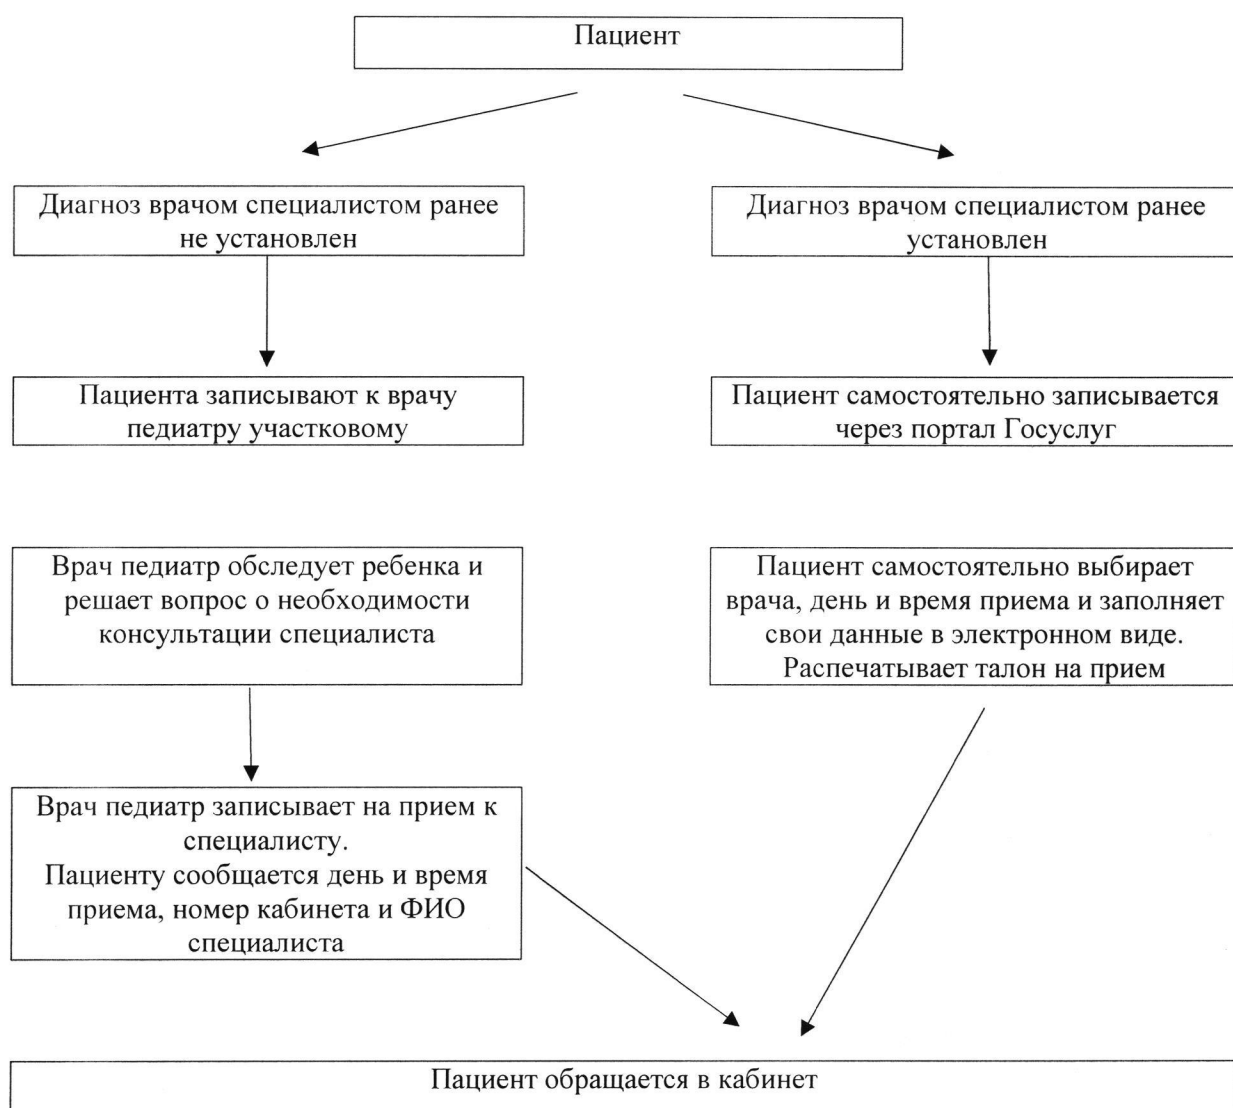 Пациент
Диагноз врачом специалистом ранее
не установлен
Диагноз врачом специалистом ранее
установлен
Пациента записывают к врачу
педиатру участковому
Пациент самостоятельно записывается
через портал Госуслуг
Врач педиатр обследует ребенка и
решает вопрос о необходимости
консультации специалиста
Пациент самостоятельно выбирает
врача, день и время приема и заполняет
свои данные в электронном виде.
Распечатывает талон на прием
Врач педиатр записывает на прием к
специалисту.
Пациенту сообщается день и время
приема, номер кабинета и ФИО
специалиста
Пациент обращается в кабинет